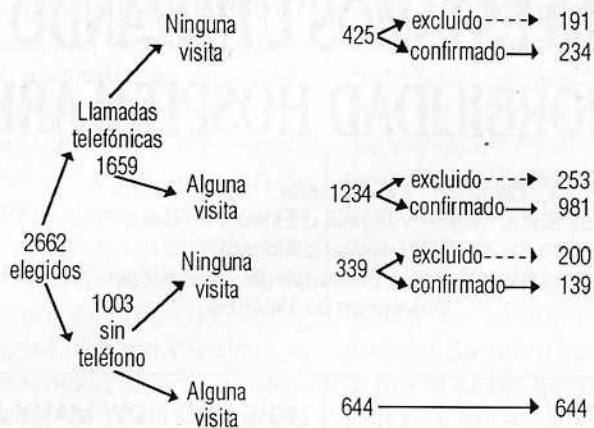 Ninguna
visita
425
excluido 191
confirmado 234
Llamadas
telefónicas
1659
Alguna
visita
1234
excluido 253
confirmado 981
2662
elegidos
Ninguna
visita
339
excluido 200
confirmado 139
1003
sin
teléfono
Alguna
visita
644 644